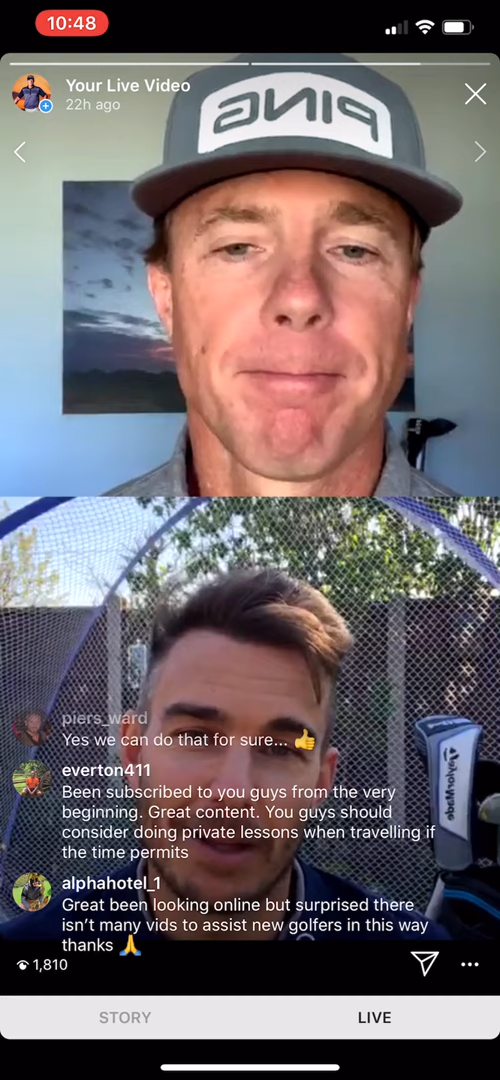 10:48
Your Live Video
22h ago
PING
piers_ward
Yes we can do that for sure... 👍
everton411
Been subscribed to you guys from the very
beginning. Great content. You guys should
consider doing private lessons when travelling if
the time permits
TaylorMade
alphahotel_1
Great been looking online but surprised there
isn't many vids to assist new golfers in this way
thanks 🙏
1,810
STORY
LIVE